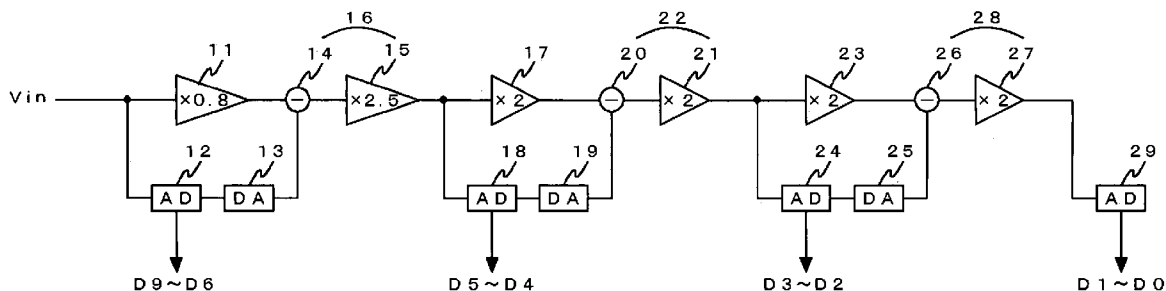 16 22 28
11 14 15 17 20 21 23 26 27
Vin ×0.8 − ×2.5 ×2 − ×2 ×2 − ×2
12 13 18 19 24 25 29
AD DA AD DA AD DA AD
D9~D6 D5~D4 D3~D2 D1~D0